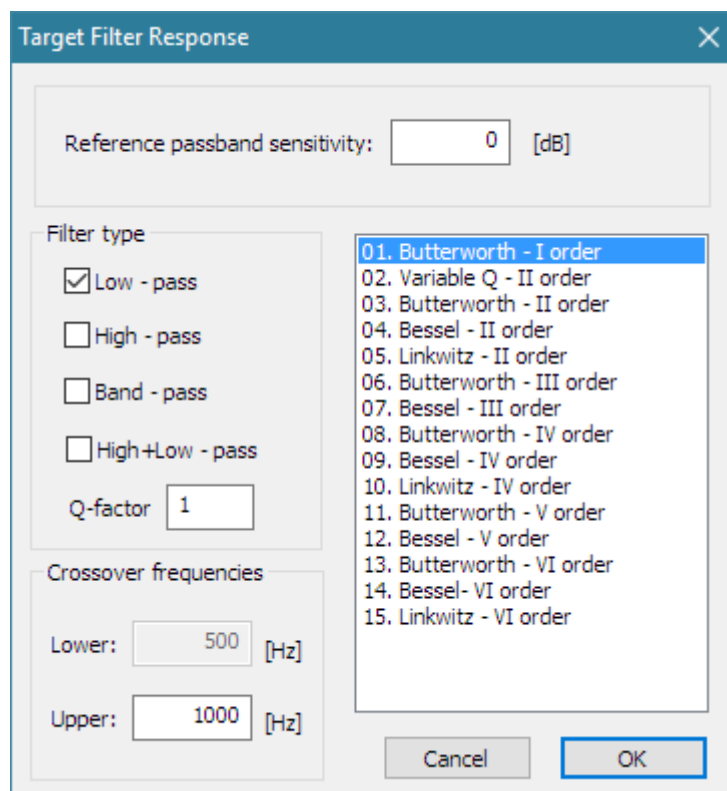 Target Filter Response
Reference passband sensitivity: 0 [dB]
Filter type
Low - pass
High - pass
Band - pass
High+Low - pass
Q-factor 1
Crossover frequencies
Lower: 500 [Hz]
Upper: 1000 [Hz]
01. Butterworth - I order
02. Variable Q - II order
03. Butterworth - II order
04. Bessel - II order
05. Linkwitz - II order
06. Butterworth - III order
07. Bessel - III order
08. Butterworth - IV order
09. Bessel - IV order
10. Linkwitz - IV order
11. Butterworth - V order
12. Bessel - V order
13. Butterworth - VI order
14. Bessel- VI order
15. Linkwitz - VI order
Cancel OK